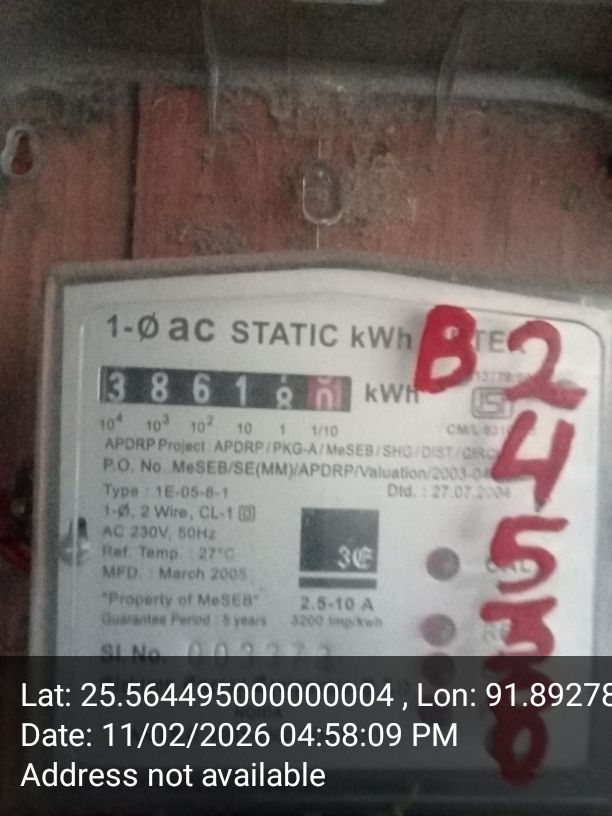 1-Ø ac STATIC kWh
3 8 6 1 8 0 kWh
10⁴ 10³ 10² 10 1 1/10
CM/L
APDRP Project : APDRP / PKG-A / MeSEB / SHG / DIST / CIRC
P.O. No. MeSEB/SE(MM)/APDRP/Valuation/2003-04
Dtd. : 27.07.2004
Type : 1E-05-8-1
1-Ø, 2 Wire, CL-1
AC 230V, 50Hz
Ref. Temp. : 27°C
MFD. : March 2005
"Property of MeSEB"
Guarantee Period : 5 years
2.5-10 A
3200 Imp/kwh
Sl. No.
B 2
4
5
Lat: 25.564495000000004 , Lon: 91.89278
Date: 11/02/2026 04:58:09 PM
Address not available